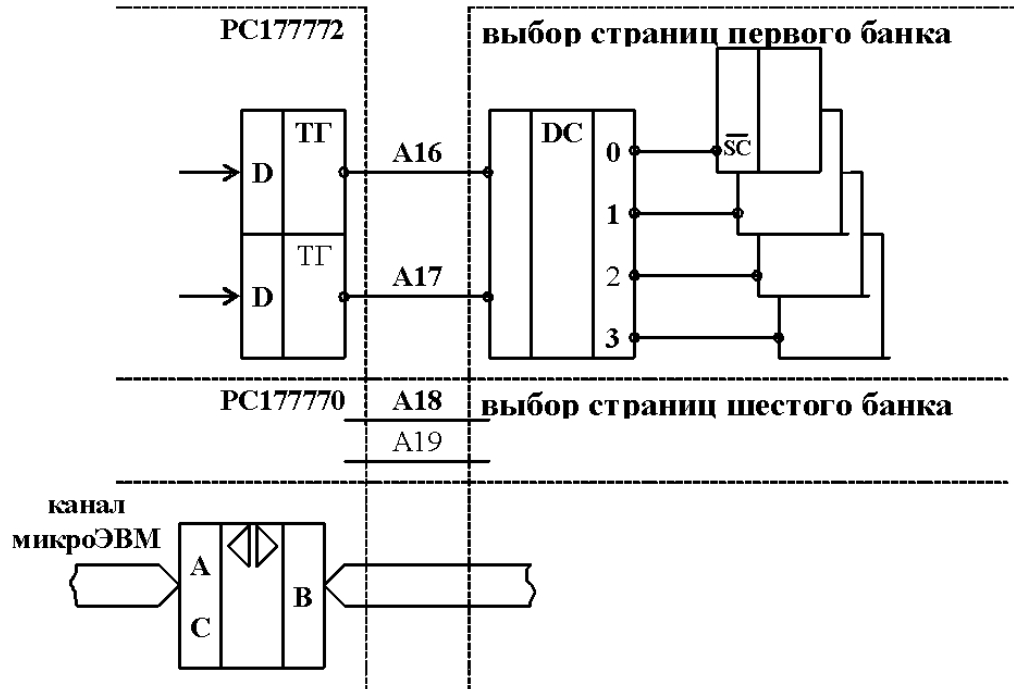 РС177772
выбор страниц первого банка
ТГ
DC
D
A16
0
SC
1
ТГ
D
A17
2
3
РС177770
A18
выбор страниц шестого банка
A19
канал
микроЭВМ
A
B
C